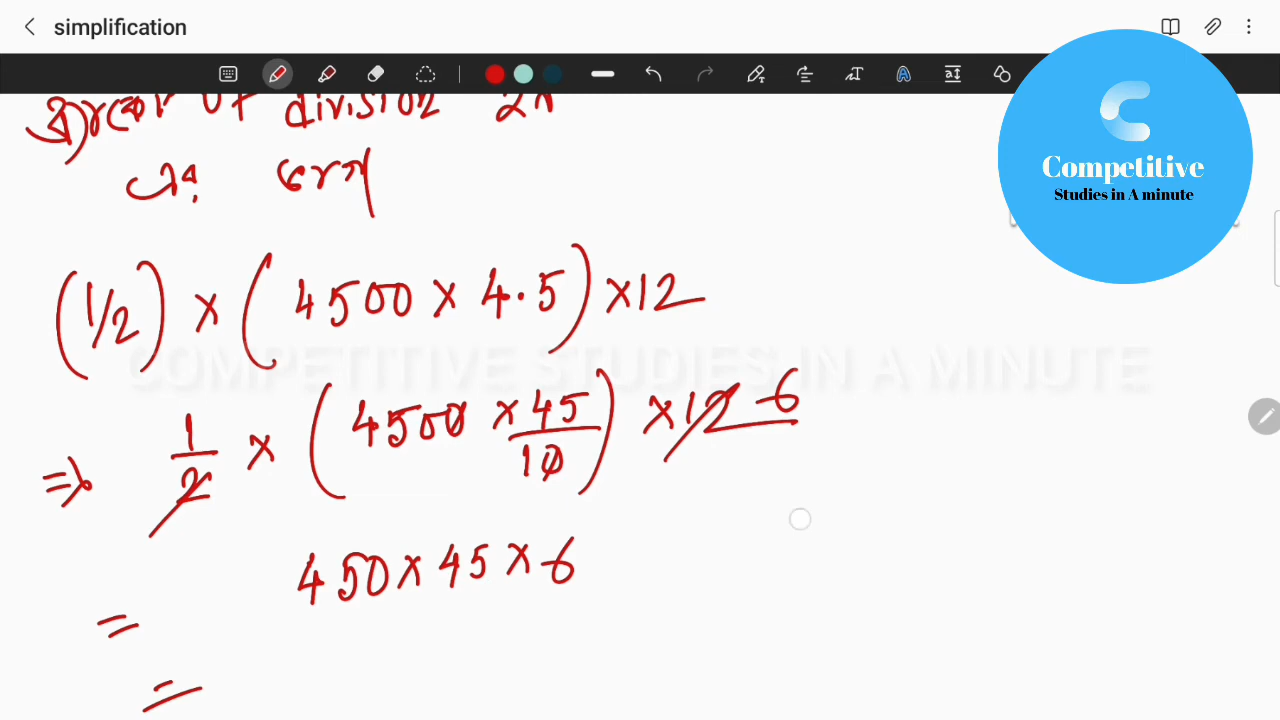 simplification
Competitive
Studies in A minute
of division
(1/2) × (4500 × 4.5) ×12
COMPETITIVE STUDIES IN A MINUTE
⇒ 1/2 × (4500 × 45/10) ×12 6
450×45×6
=
=